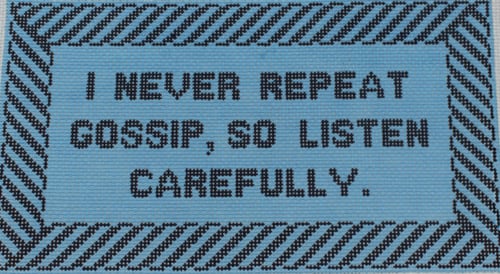 I NEVER REPEAT
GOSSIP, SO LISTEN
CAREFULLY.